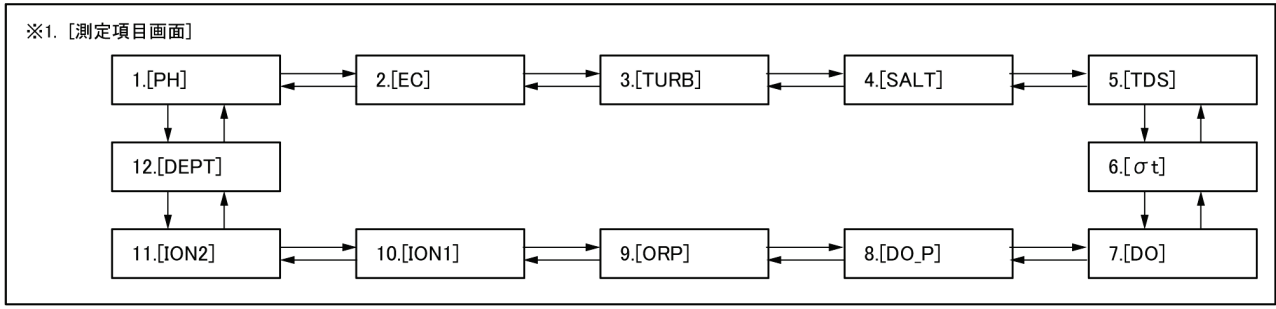 ※1. [測定項目画面]
1.[PH]
2.[EC]
3.[TURB]
4.[SALT]
5.[TDS]
12.[DEPT]
6.[σt]
11.[ION2]
10.[ION1]
9.[ORP]
8.[DO_P]
7.[DO]